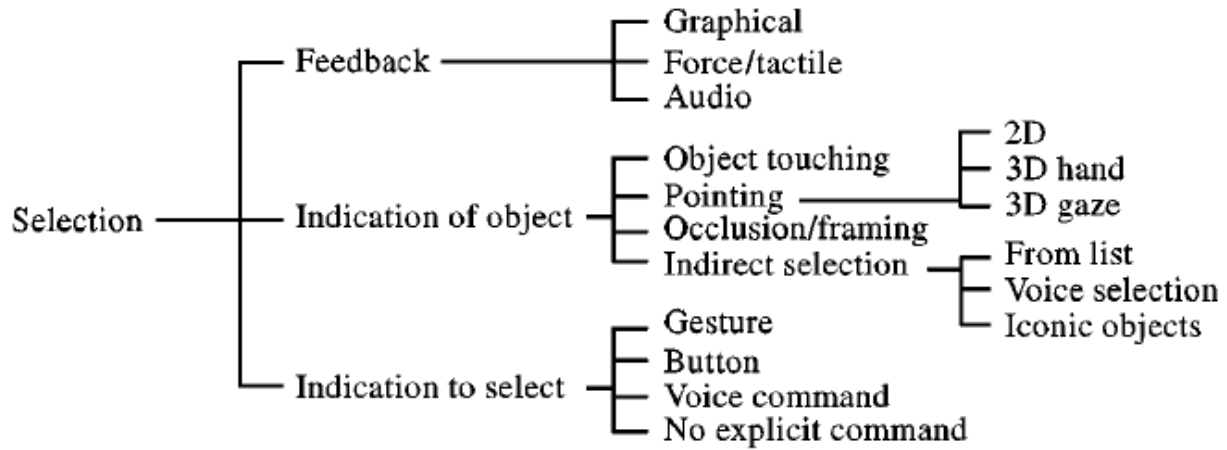 Selection
Feedback
Graphical
Force/tactile
Audio
Indication of object
Object touching
Pointing
2D
3D hand
3D gaze
Occlusion/framing
Indirect selection
From list
Voice selection
Iconic objects
Indication to select
Gesture
Button
Voice command
No explicit command